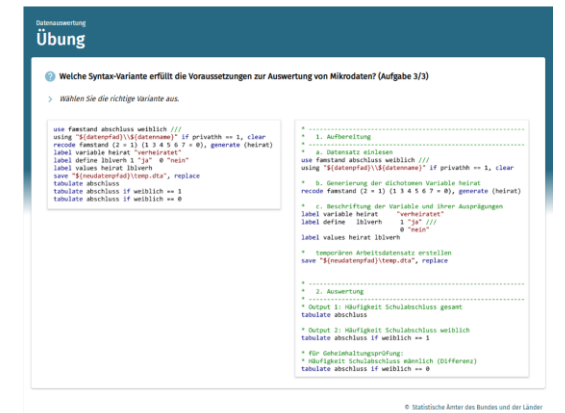 Datenauswertung
Übung
Welche Syntax-Variante erfüllt die Voraussetzungen zur Auswertung von Mikrodaten? (Aufgabe 3/3)
Wählen Sie die richtige Variante aus.
use famstand abschluss weiblich ///
using "${datenpfad}\\${datenname}" if privathh == 1, clear
recode famstand (2 = 1) (1 3 4 5 6 7 = 0), generate (heirat)
label variable heirat "verheiratet"
label define lblverh 1 "ja" 0 "nein"
label values heirat lblverh
save "${neudatenpfad}\temp.dta", replace
tabulate abschluss
tabulate abschluss if weiblich == 1
tabulate abschluss if weiblich == 0
* ------------------------------------------------------
* 1. Aufbereitung
* ------------------------------------------------------
* a. Datensatz einlesen
use famstand abschluss weiblich ///
using "${datenpfad}\\${datenname}" if privathh == 1, clear
* b. Generierung der dichotomen Variable heirat
recode famstand (2 = 1) (1 3 4 5 6 7 = 0), generate (heirat)
* c. Beschriftung der Variable und ihrer Ausprägungen
label variable heirat "verheiratet"
label define lblverh 1 "ja" ///
0 "nein"
label values heirat lblverh
* temporären Arbeitsdatensatz erstellen
save "${neudatenpfad}\temp.dta", replace
* ------------------------------------------------------
* 2. Auswertung
* ------------------------------------------------------
* Output 1: Häufigkeit Schulabschluss gesamt
tabulate abschluss
* Output 2: Häufigkeit Schulabschluss weiblich
tabulate abschluss if weiblich == 1
* für Geheimhaltungsprüfung:
* Häufigkeit Schulabschluss männlich (Differenz)
tabulate abschluss if weiblich == 0
© Statistische Ämter des Bundes und der Länder